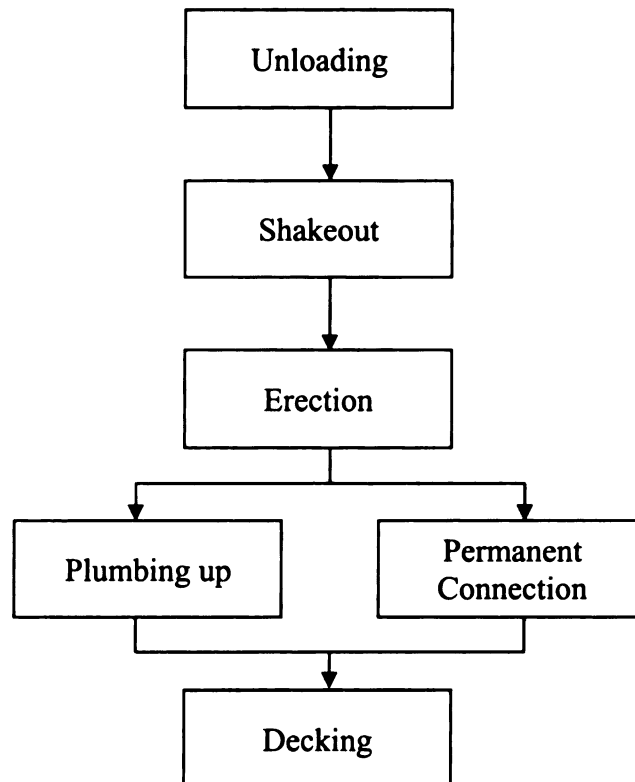 Unloading
Shakeout
Erection
Plumbing up
Permanent
Connection
Decking